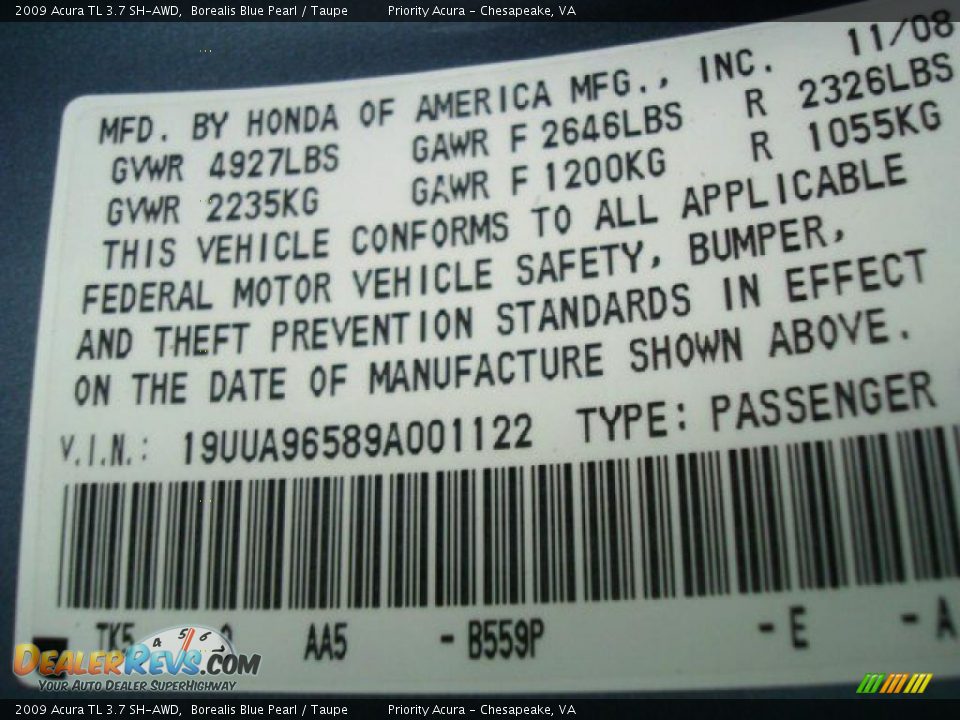 2009 Acura TL 3.7 SH-AWD, Borealis Blue Pearl / Taupe Priority Acura - Chesapeake, VA
11/08
MFD. BY HONDA OF AMERICA MFG., INC.
GVWR 4927LBS GAWR F 2646LBS R 2326LBS
GVWR 2235KG GAWR F 1200KG R 1055KG
THIS VEHICLE CONFORMS TO ALL APPLICABLE
FEDERAL MOTOR VEHICLE SAFETY, BUMPER,
AND THEFT PREVENTION STANDARDS IN EFFECT
ON THE DATE OF MANUFACTURE SHOWN ABOVE.
V.I.N.: 19UUA96589A001122 TYPE: PASSENGER
TK5 AA5 - B559P - E - A
4 5 6
DEALERREVS.COM
YOUR AUTO DEALER SUPERHIGHWAY
2009 Acura TL 3.7 SH-AWD, Borealis Blue Pearl / Taupe Priority Acura - Chesapeake, VA